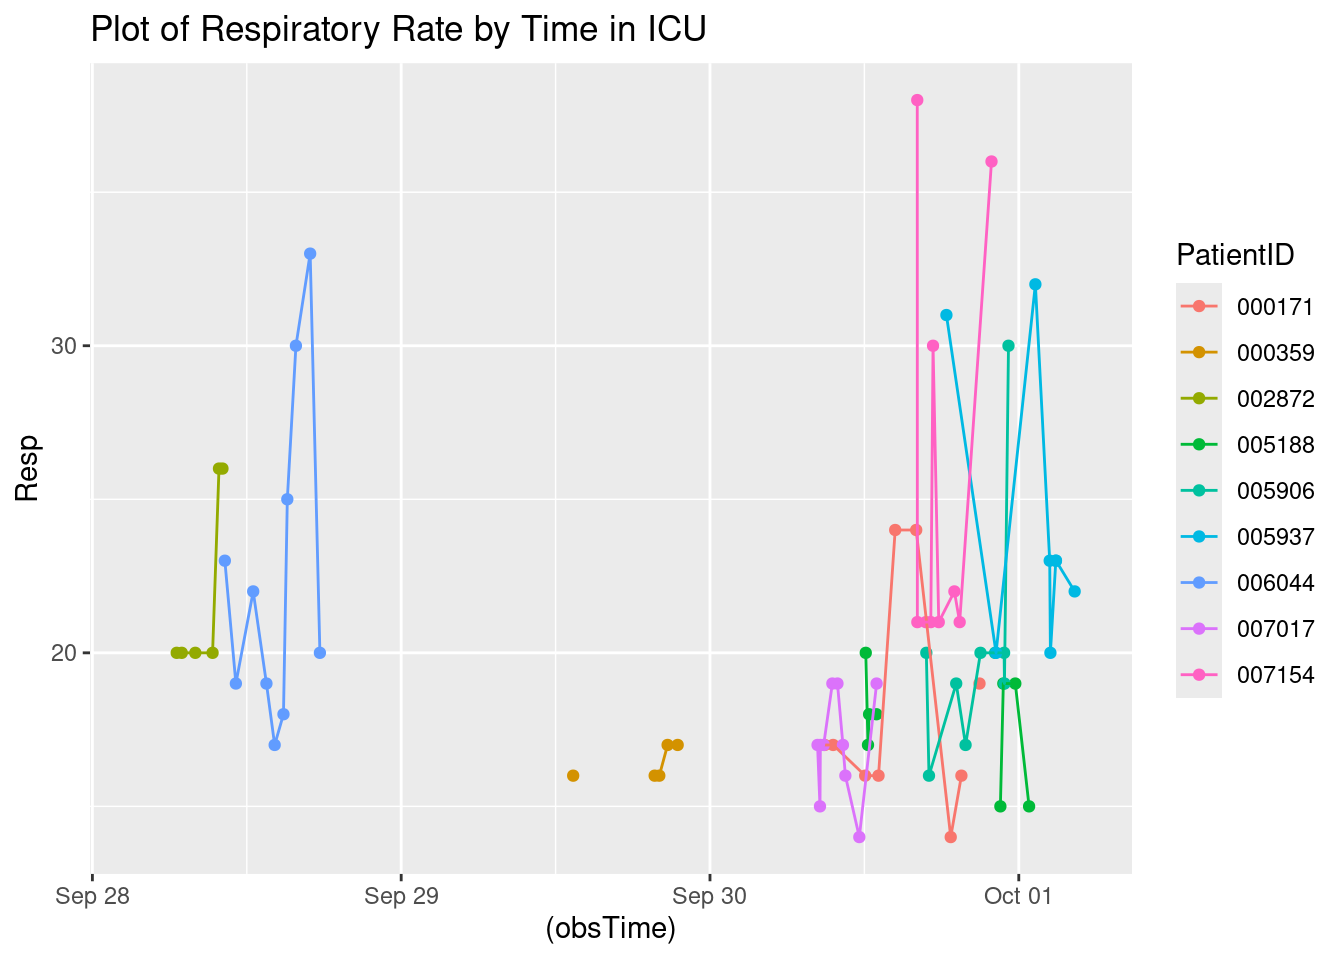 Plot of Respiratory Rate by Time in ICU
Resp
30
20
Sep 28
Sep 29
Sep 30
Oct 01
(obsTime)
PatientID
000171
000359
002872
005188
005906
005937
006044
007017
007154